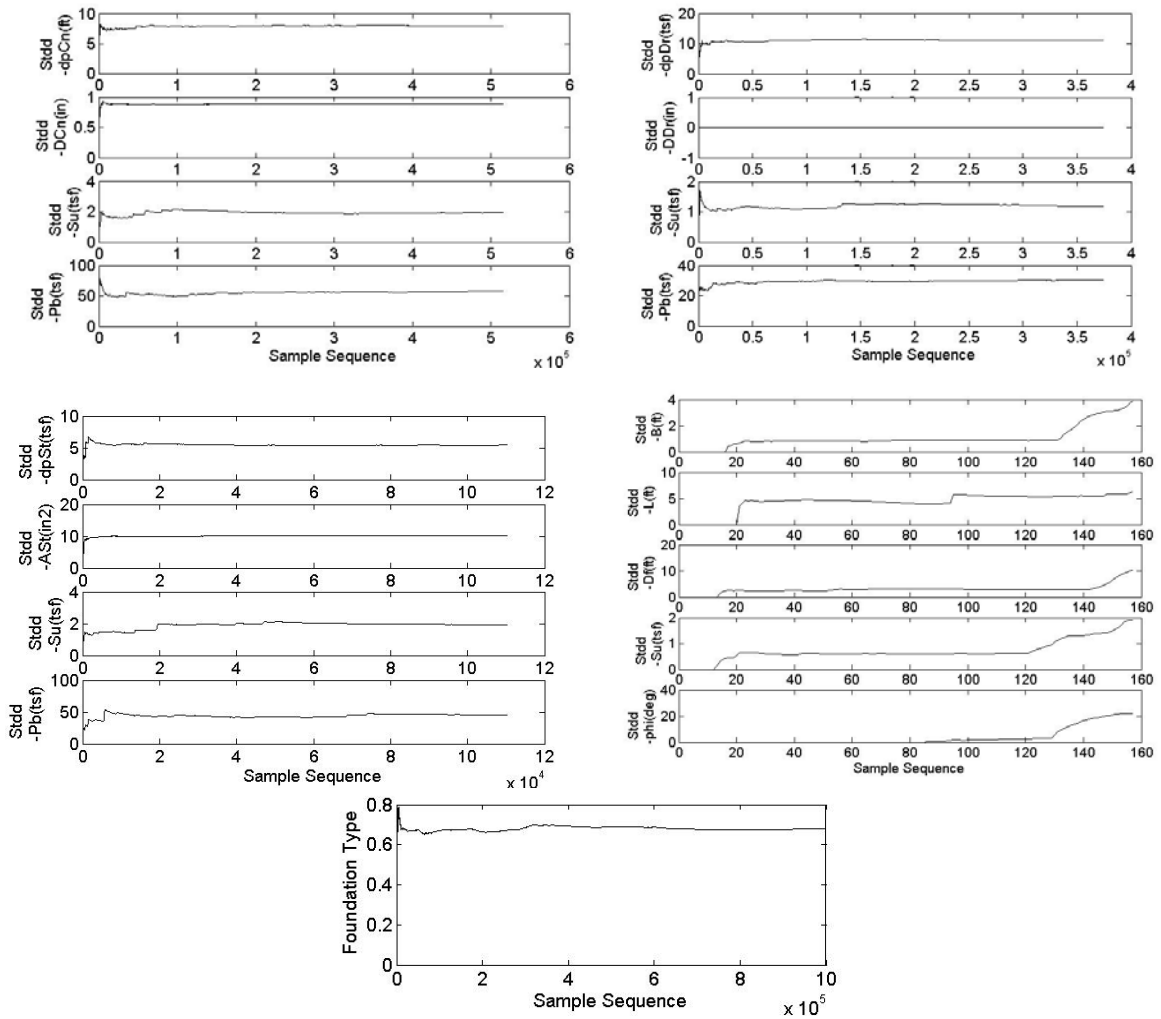 Stdd
-dpCn(ft)
10
5
0
0 1 2 3 4 5 6
Stdd
-DCn(in)
1
0.5
0
0 1 2 3 4 5 6
Stdd
-Su(tsf)
4
2
0
0 1 2 3 4 5 6
Stdd
-Pb(tsf)
100
50
0
0 1 2 3 4 5 6
Sample Sequence
x 10^5
Stdd
-dpDr(tsf)
20
10
0
0 0.5 1 1.5 2 2.5 3 3.5 4
Stdd
-DDr(in)
1
0
-1
0 0.5 1 1.5 2 2.5 3 3.5 4
Stdd
-Su(tsf)
2
1
0
0 0.5 1 1.5 2 2.5 3 3.5 4
Stdd
-Pb(tsf)
40
20
0
0 0.5 1 1.5 2 2.5 3 3.5 4
Sample Sequence
x 10^5
Stdd
-dpSt(tsf)
10
5
0
0 2 4 6 8 10 12
Stdd
-ASt(in2)
20
10
0
0 2 4 6 8 10 12
Stdd
-Su(tsf)
4
2
0
0 2 4 6 8 10 12
Stdd
-Pb(tsf)
100
50
0
0 2 4 6 8 10 12
Sample Sequence
x 10^4
Stdd
-B(ft)
4
2
0
0 20 40 60 80 100 120 140 160
Stdd
-L(ft)
10
5
0
0 20 40 60 80 100 120 140 160
Stdd
-Df(ft)
20
10
0
0 20 40 60 80 100 120 140 160
Stdd
-Su(tsf)
2
1
0
0 20 40 60 80 100 120 140 160
Stdd
-phi(deg)
40
20
0
0 20 40 60 80 100 120 140 160
Sample Sequence
Foundation Type
0.8
0.6
0.4
0.2
0
0 2 4 6 8 10
Sample Sequence
x 10^5